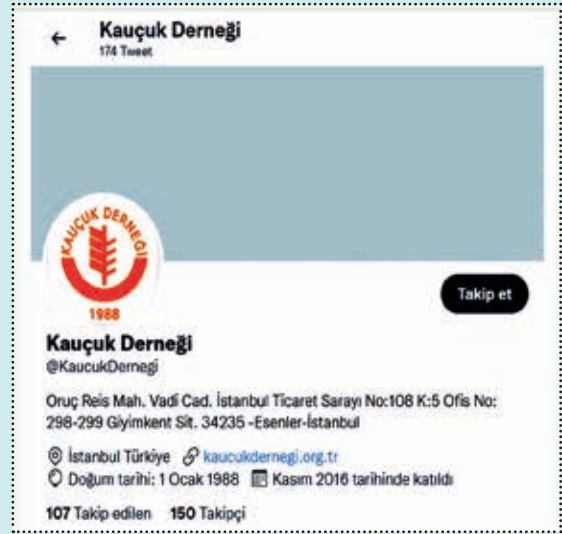 Kauçuk Derneği
174 Tweet
KAUÇUK DERNEĞİ
1988
Takip et
Kauçuk Derneği
@KaucukDernegi
Oruç Reis Mah. Vadi Cad. İstanbul Ticaret Sarayı No:108 K:5 Ofis No:
298-299 Giyimkent Sit. 34235 -Esenler-İstanbul
İstanbul Türkiye kaucukdernegi.org.tr
Doğum tarihi: 1 Ocak 1988 Kasım 2016 tarihinde katıldı
107 Takip edilen 150 Takipçi